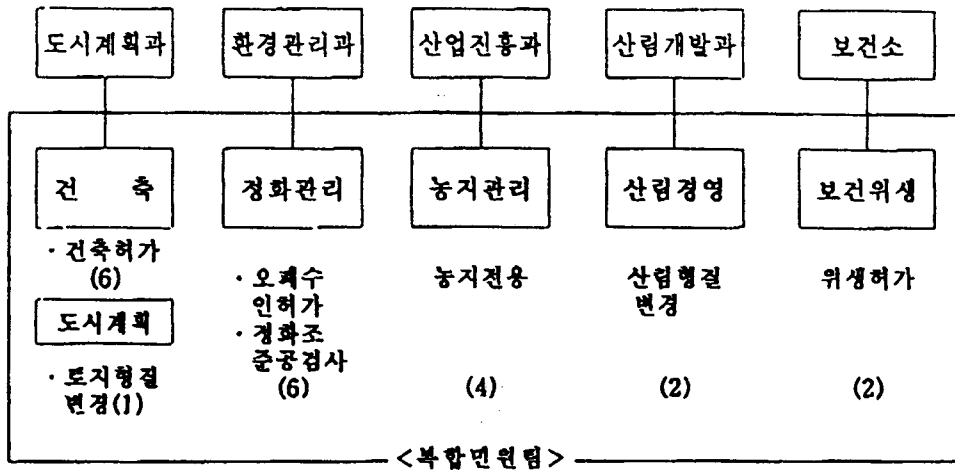 도시계획과 환경관리과 산업진흥과 산림개발과 보건소
건 축 정화관리 농지관리 산림경영 보건위생
· 건축허가
(6)
도시계획
· 토지형질
변경(1)
· 오폐수
인허가
· 정화조
준공검사
(6)
농지전용
(4)
산림형질
변경
(2)
위생허가
(2)
<복합민원팀>